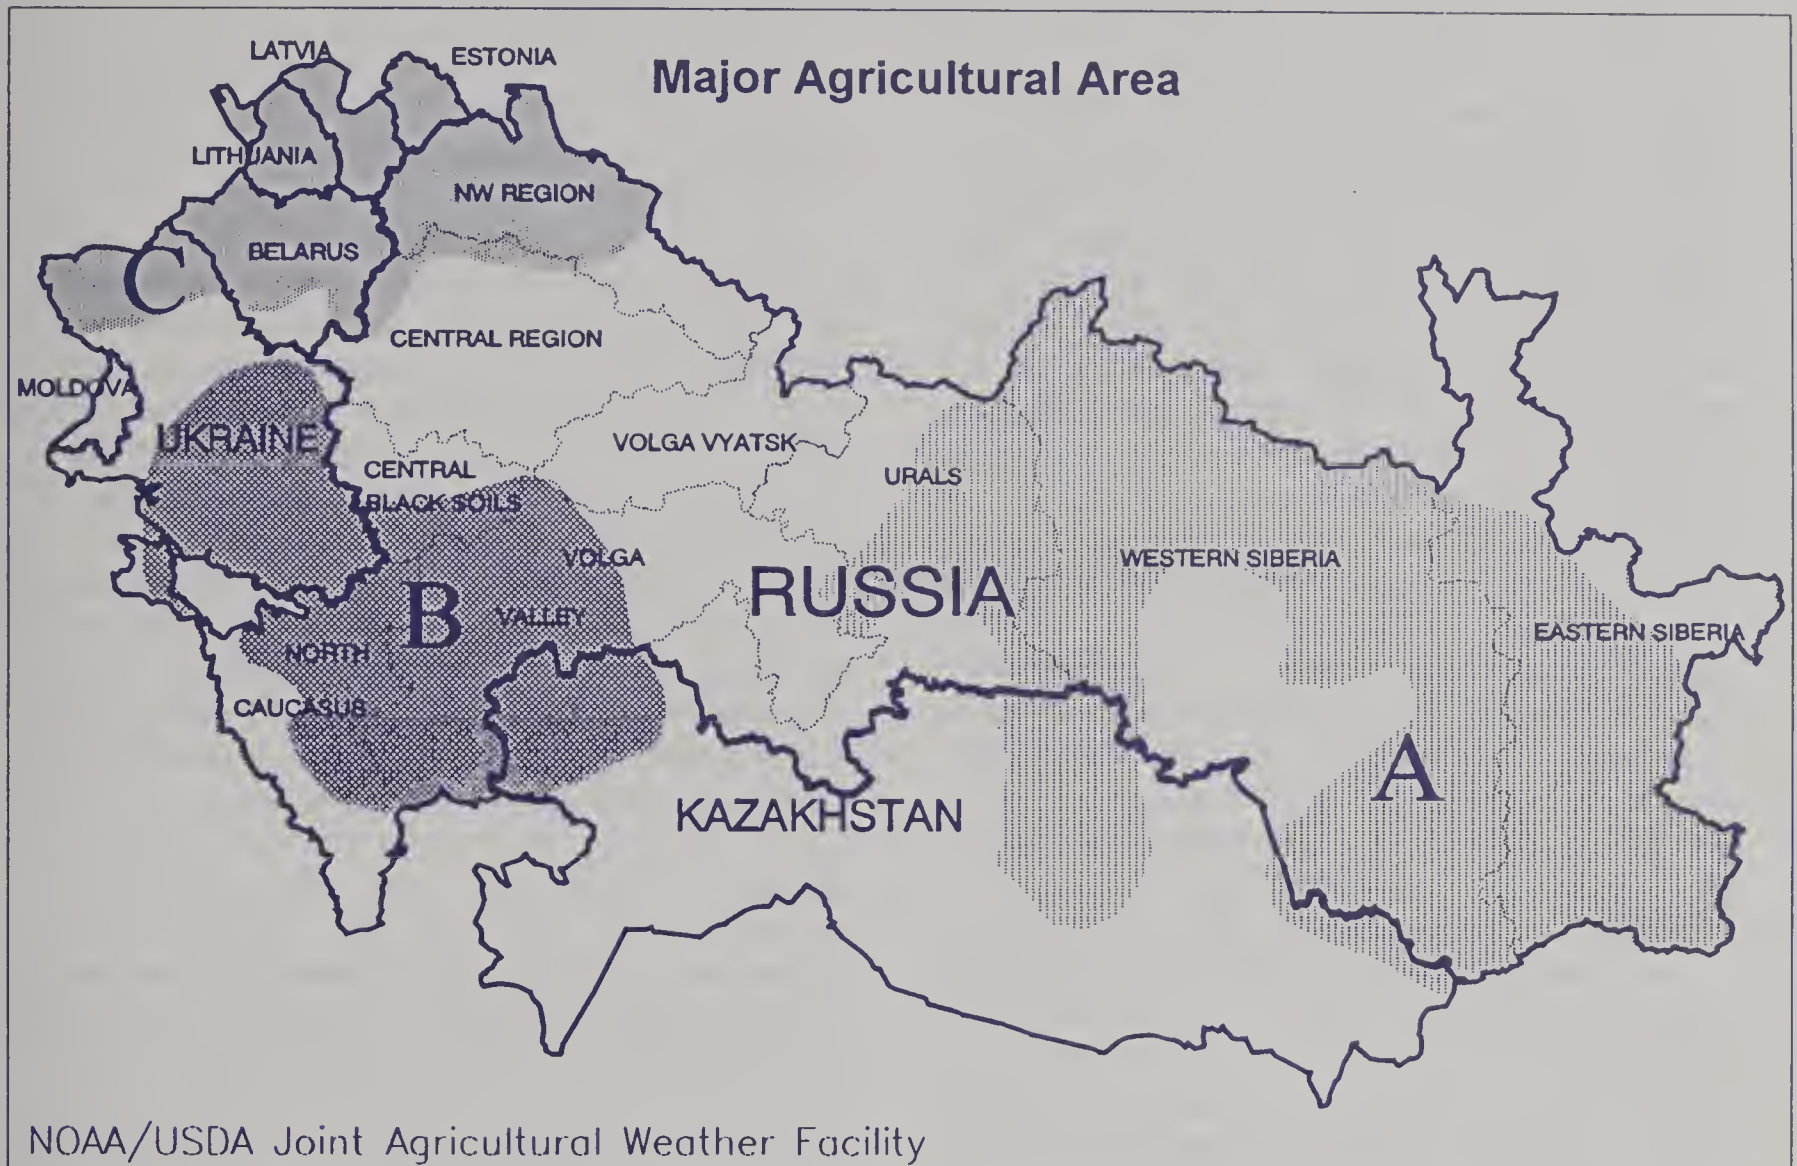 LATVIA
ESTONIA
Major Agricultural Area
LITHUANIA
NW REGION
BELARUS
C
CENTRAL REGION
MOLDOVA
UKRAINE
VOLGA VYATSK
CENTRAL
BLACK SOILS
URALS
VOLGA
WESTERN SIBERIA
RUSSIA
B
VALLEY
EASTERN SIBERIA
NORTH
CAUCASUS
A
KAZAKHSTAN
NOAA/USDA Joint Agricultural Weather Facility